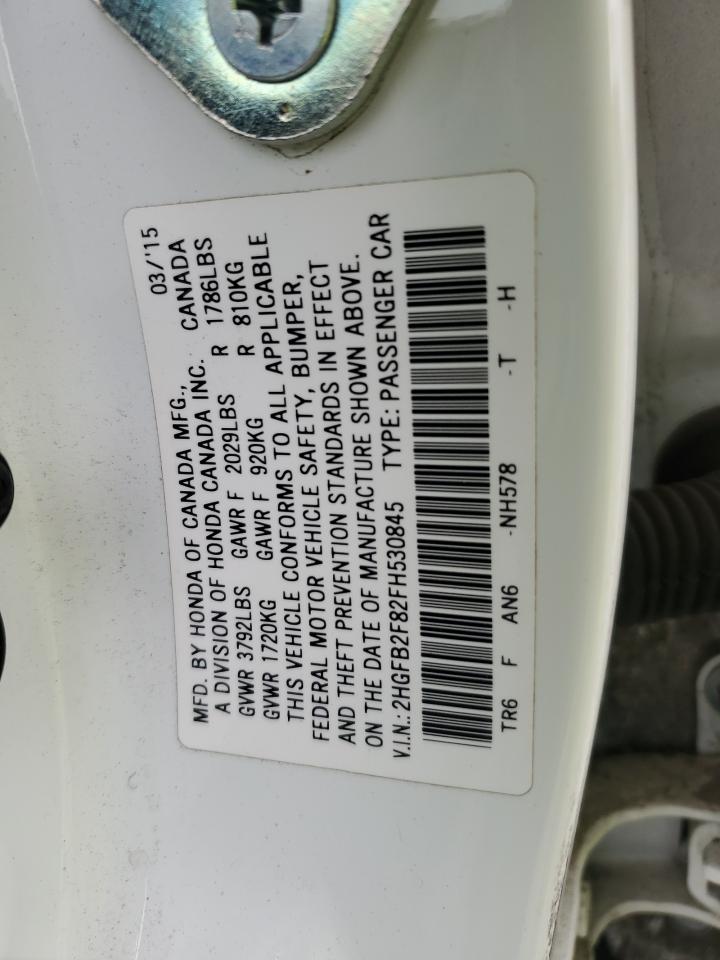 MFD. BY HONDA OF CANADA MFG., 03/'15
A DIVISION OF HONDA CANADA INC. CANADA
GVWR 3792LBS GAWR F 2029LBS R 1786LBS
GVWR 1720KG GAWR F 920KG R 810KG
THIS VEHICLE CONFORMS TO ALL APPLICABLE
FEDERAL MOTOR VEHICLE SAFETY, BUMPER,
AND THEFT PREVENTION STANDARDS IN EFFECT
ON THE DATE OF MANUFACTURE SHOWN ABOVE.
V.I.N.: 2HGFB2F82FH530845 TYPE: PASSENGER CAR
TR6 F AN6 -NH578 -T -H